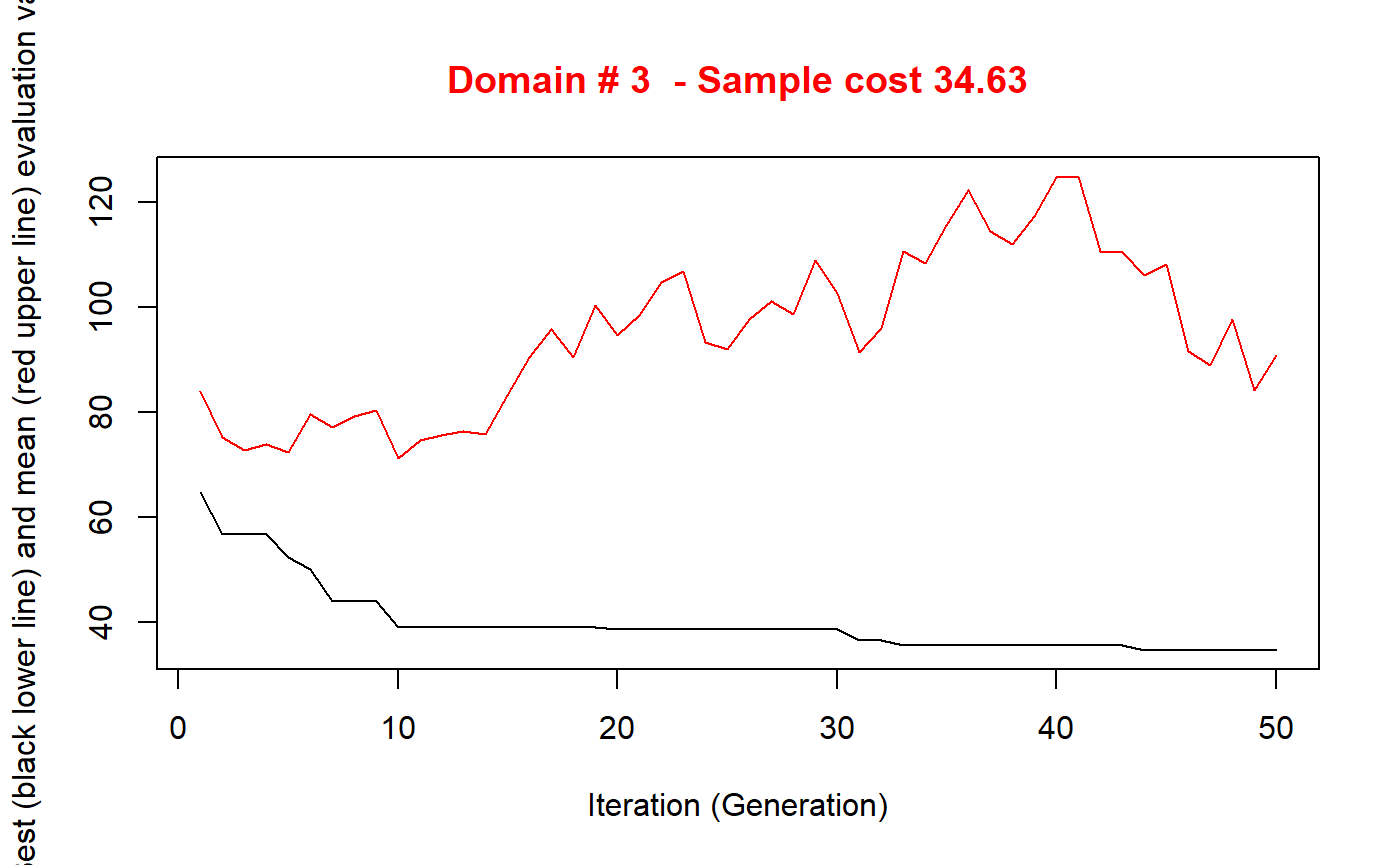 Domain # 3  - Sample cost 34.63
(black lower line) and mean (red upper line) evaluation
120
100
80
60
40
0 10 20 30 40 50
Iteration (Generation)